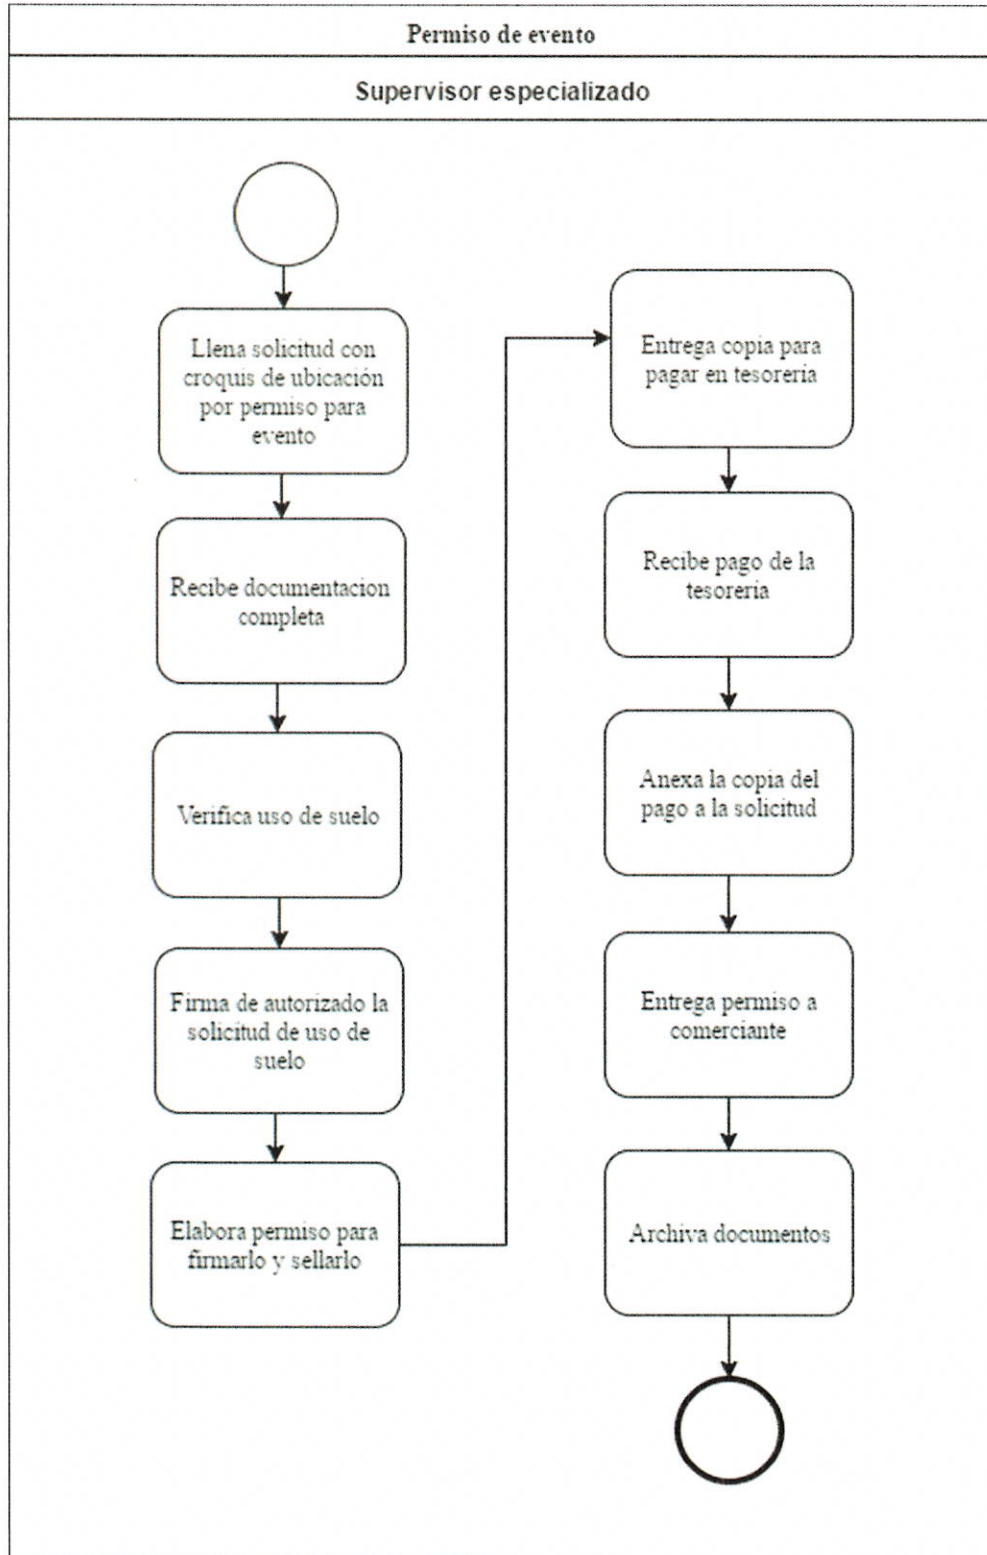 Permiso de evento
Supervisor especializado
Llena solicitud con
croquis de ubicación
por permiso para
evento
Recibe documentacion
completa
Verifica uso de suelo
Firma de autorizado la
solicitud de uso de
suelo
Elabora permiso para
firmarlo y sellarlo
Entrega copia para
pagar en tesoreria
Recibe pago de la
tesoreria
Anexa la copia del
pago a la solicitud
Entrega permiso a
comerciante
Archiva documentos